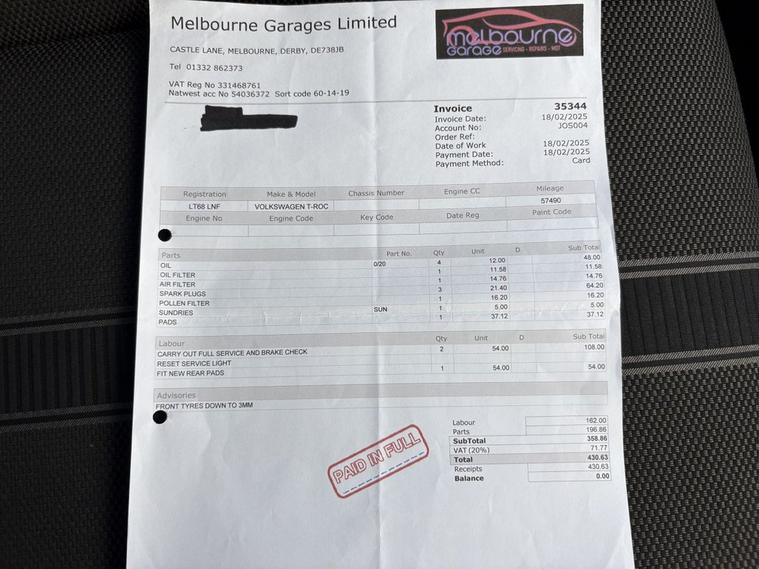 Melbourne Garages Limited
melbourne
GARAGE SERVICING - REPAIRS - MOT
CASTLE LANE, MELBOURNE, DERBY, DE738JB
Tel 01332 862373
VAT Reg No 331468761
Natwest acc No 54036372 Sort code 60-14-19
Invoice 35344
Invoice Date: 18/02/2025
Account No: JOS004
Order Ref:
Date of Work 18/02/2025
Payment Date: 18/02/2025
Payment Method: Card
Registration Make & Model Chassis Number Engine CC Mileage
LT68 LNF VOLKSWAGEN T-ROC 57490
Engine No Engine Code Key Code Date Reg Paint Code
Parts Part No. Qty Unit D Sub Total
OIL 0/20 4 12.00 48.00
OIL FILTER 1 11.58 11.58
AIR FILTER 1 14.76 14.76
SPARK PLUGS 3 21.40 64.20
POLLEN FILTER 1 16.20 16.20
SUNDRIES SUN 1 5.00 5.00
PADS 1 37.12 37.12
Labour Qty Unit D Sub Total
CARRY OUT FULL SERVICE AND BRAKE CHECK 2 54.00 108.00
RESET SERVICE LIGHT
FIT NEW REAR PADS 1 54.00 54.00
Advisories
FRONT TYRES DOWN TO 3MM
Labour 162.00
Parts 196.86
SubTotal 358.86
VAT (20%) 71.77
Total 430.63
Receipts 430.63
Balance 0.00
PAID IN FULL